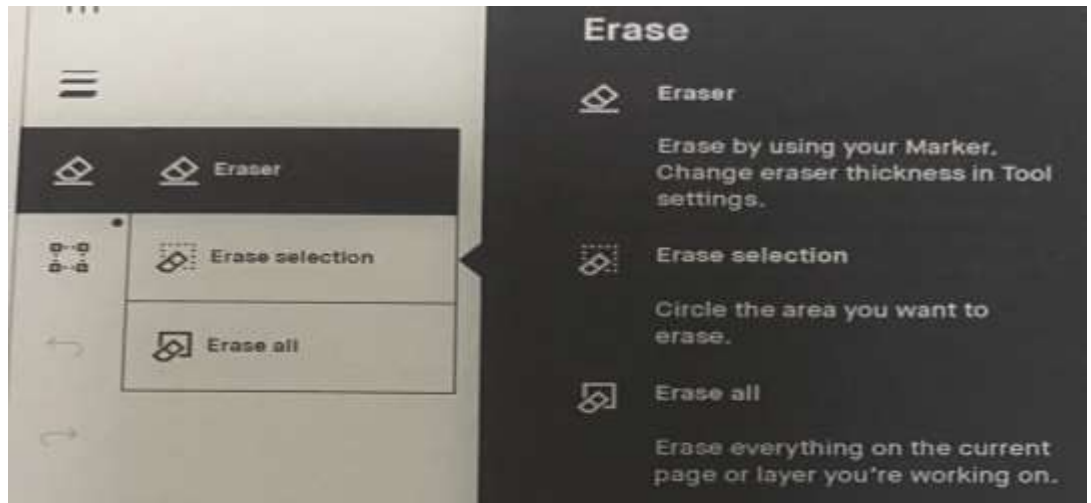 Eraser
Erase selection
Erase all
Erase
Eraser
Erase by using your Marker.
Change eraser thickness in Tool
settings.
Erase selection
Circle the area you want to
erase.
Erase all
Erase everything on the current
page or layer you're working on.